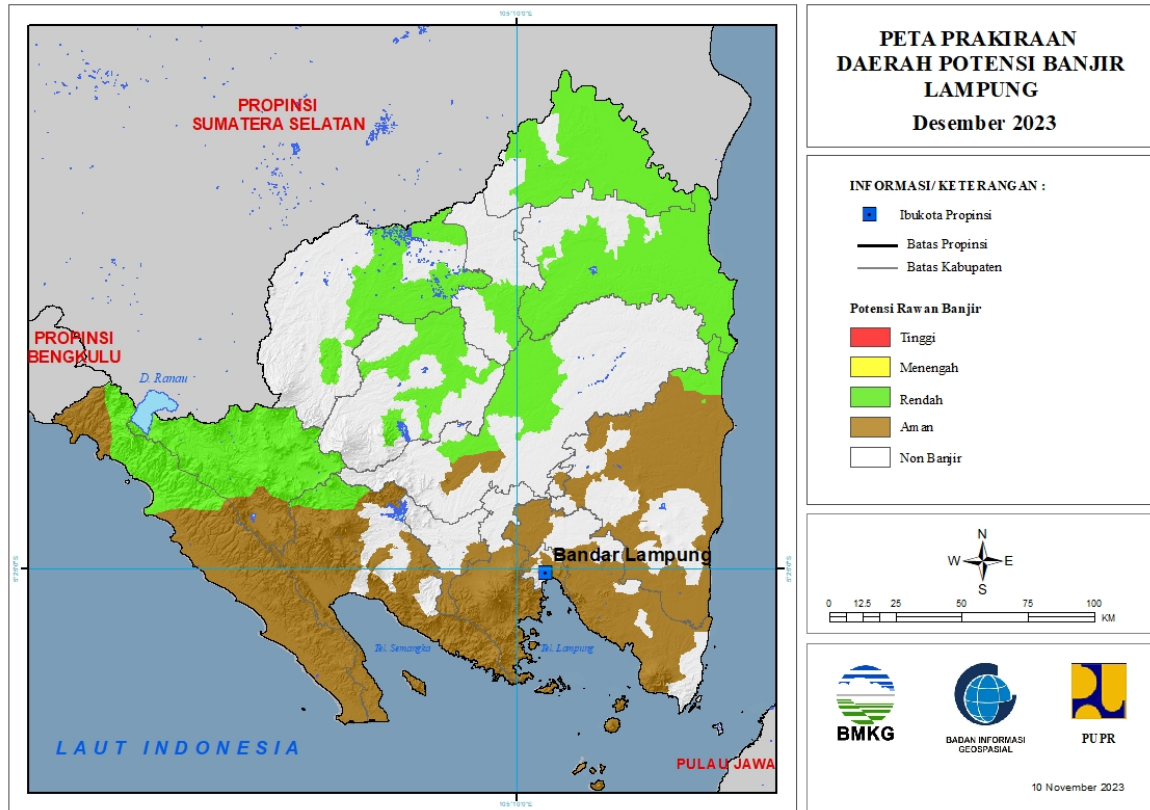 PROPINSI
SUMATERA SELATAN
PROPINSI
BENGKULU
D. Ranau
Bandar Lampung
Tel. Semangka
Tel. Lampung
LAUT INDONESIA
PULAU JAWA
PETA PRAKIRAAN
DAERAH POTENSI BANJIR
LAMPUNG
Desember 2023
INFORMASI/KETERANGAN :
Ibukota Propinsi
Batas Propinsi
Batas Kabupaten
Potensi Rawan Banjir
Tinggi
Menengah
Rendah
Aman
Non Banjir
N
W E
S
0 12.5 25 50 75 100
KM
BMKG
BADAN INFORMASI
GEOSPASIAL
PUPR
10 November 2023